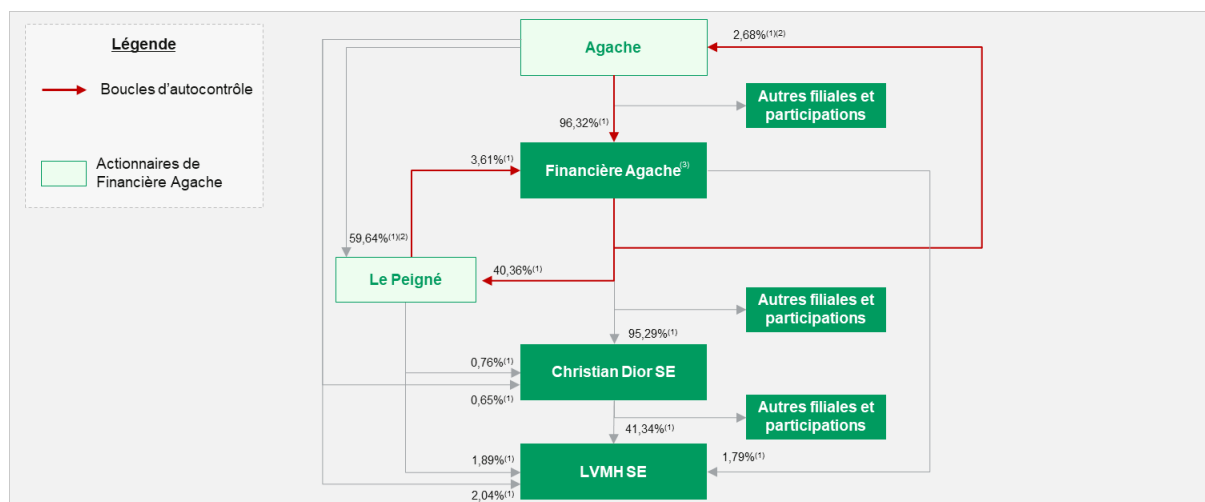 Légende
Boucles d'autocontrôle
Actionnaires de
Financière Agache
Agache
2,68%(1)(2)
Autres filiales et
participations
96,32%(1)
3,61%(1)
Financière Agache(3)
59,64%(1)(2)
Le Peigné
40,36%(1)
Autres filiales et
participations
95,29%(1)
0,76%(1)
Christian Dior SE
0,65%(1)
Autres filiales et
participations
41,34%(1)
1,89%(1)
LVMH SE
1,79%(1)
2,04%(1)